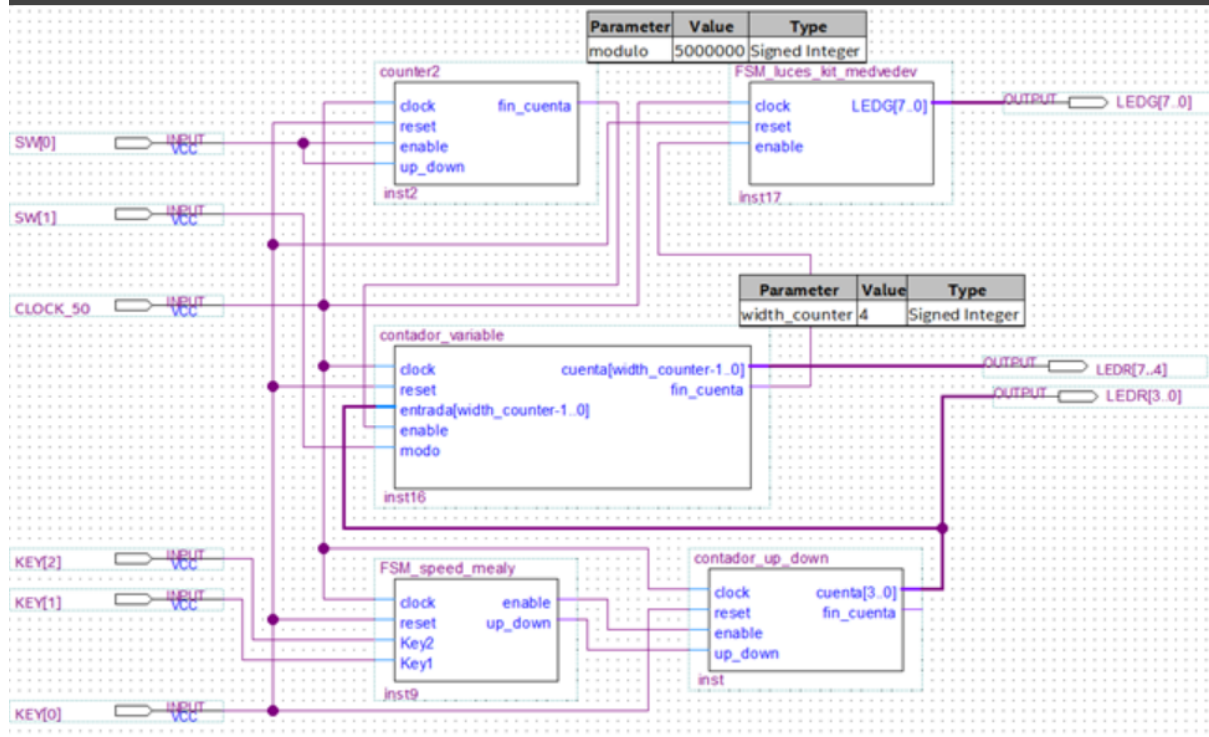 Parameter Value Type
modulo 5000000 Signed Integer
counter2
clock fin_cuenta
reset
enable
up_down
inst2
FSM_luces_kit_medvedev
clock LEDG[7..0]
reset
enable
inst17
OUTPUT LEDG[7..0]
SW[0] INPUT VCC
SW[1] INPUT VCC
CLOCK_50 INPUT VCC
Parameter Value Type
width_counter 4 Signed Integer
contador_variable
clock cuenta[width_counter-1..0]
reset fin_cuenta
entrada[width_counter-1..0]
enable
modo
inst16
OUTPUT LEDR[7..4]
OUTPUT LEDR[3..0]
KEY[2] INPUT VCC
KEY[1] INPUT VCC
FSM_speed_mealy
clock enable
reset up_down
Key2
Key1
inst9
contador_up_down
clock cuenta[3..0]
reset fin_cuenta
enable
up_down
inst
KEY[0] INPUT VCC